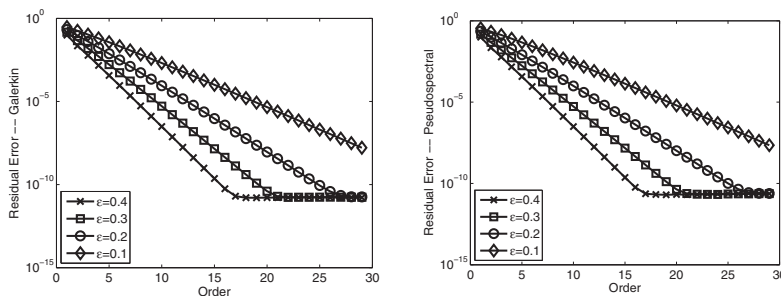 10^0
10^−5
10^−10
10^−15
Residual Error −− Galerkin
0 5 10 15 20 25 30
Order
ε=0.4
ε=0.3
ε=0.2
ε=0.1
10^0
10^−5
10^−10
10^−15
Residual Error −− Pseudospectral
0 5 10 15 20 25 30
Order
ε=0.4
ε=0.3
ε=0.2
ε=0.1